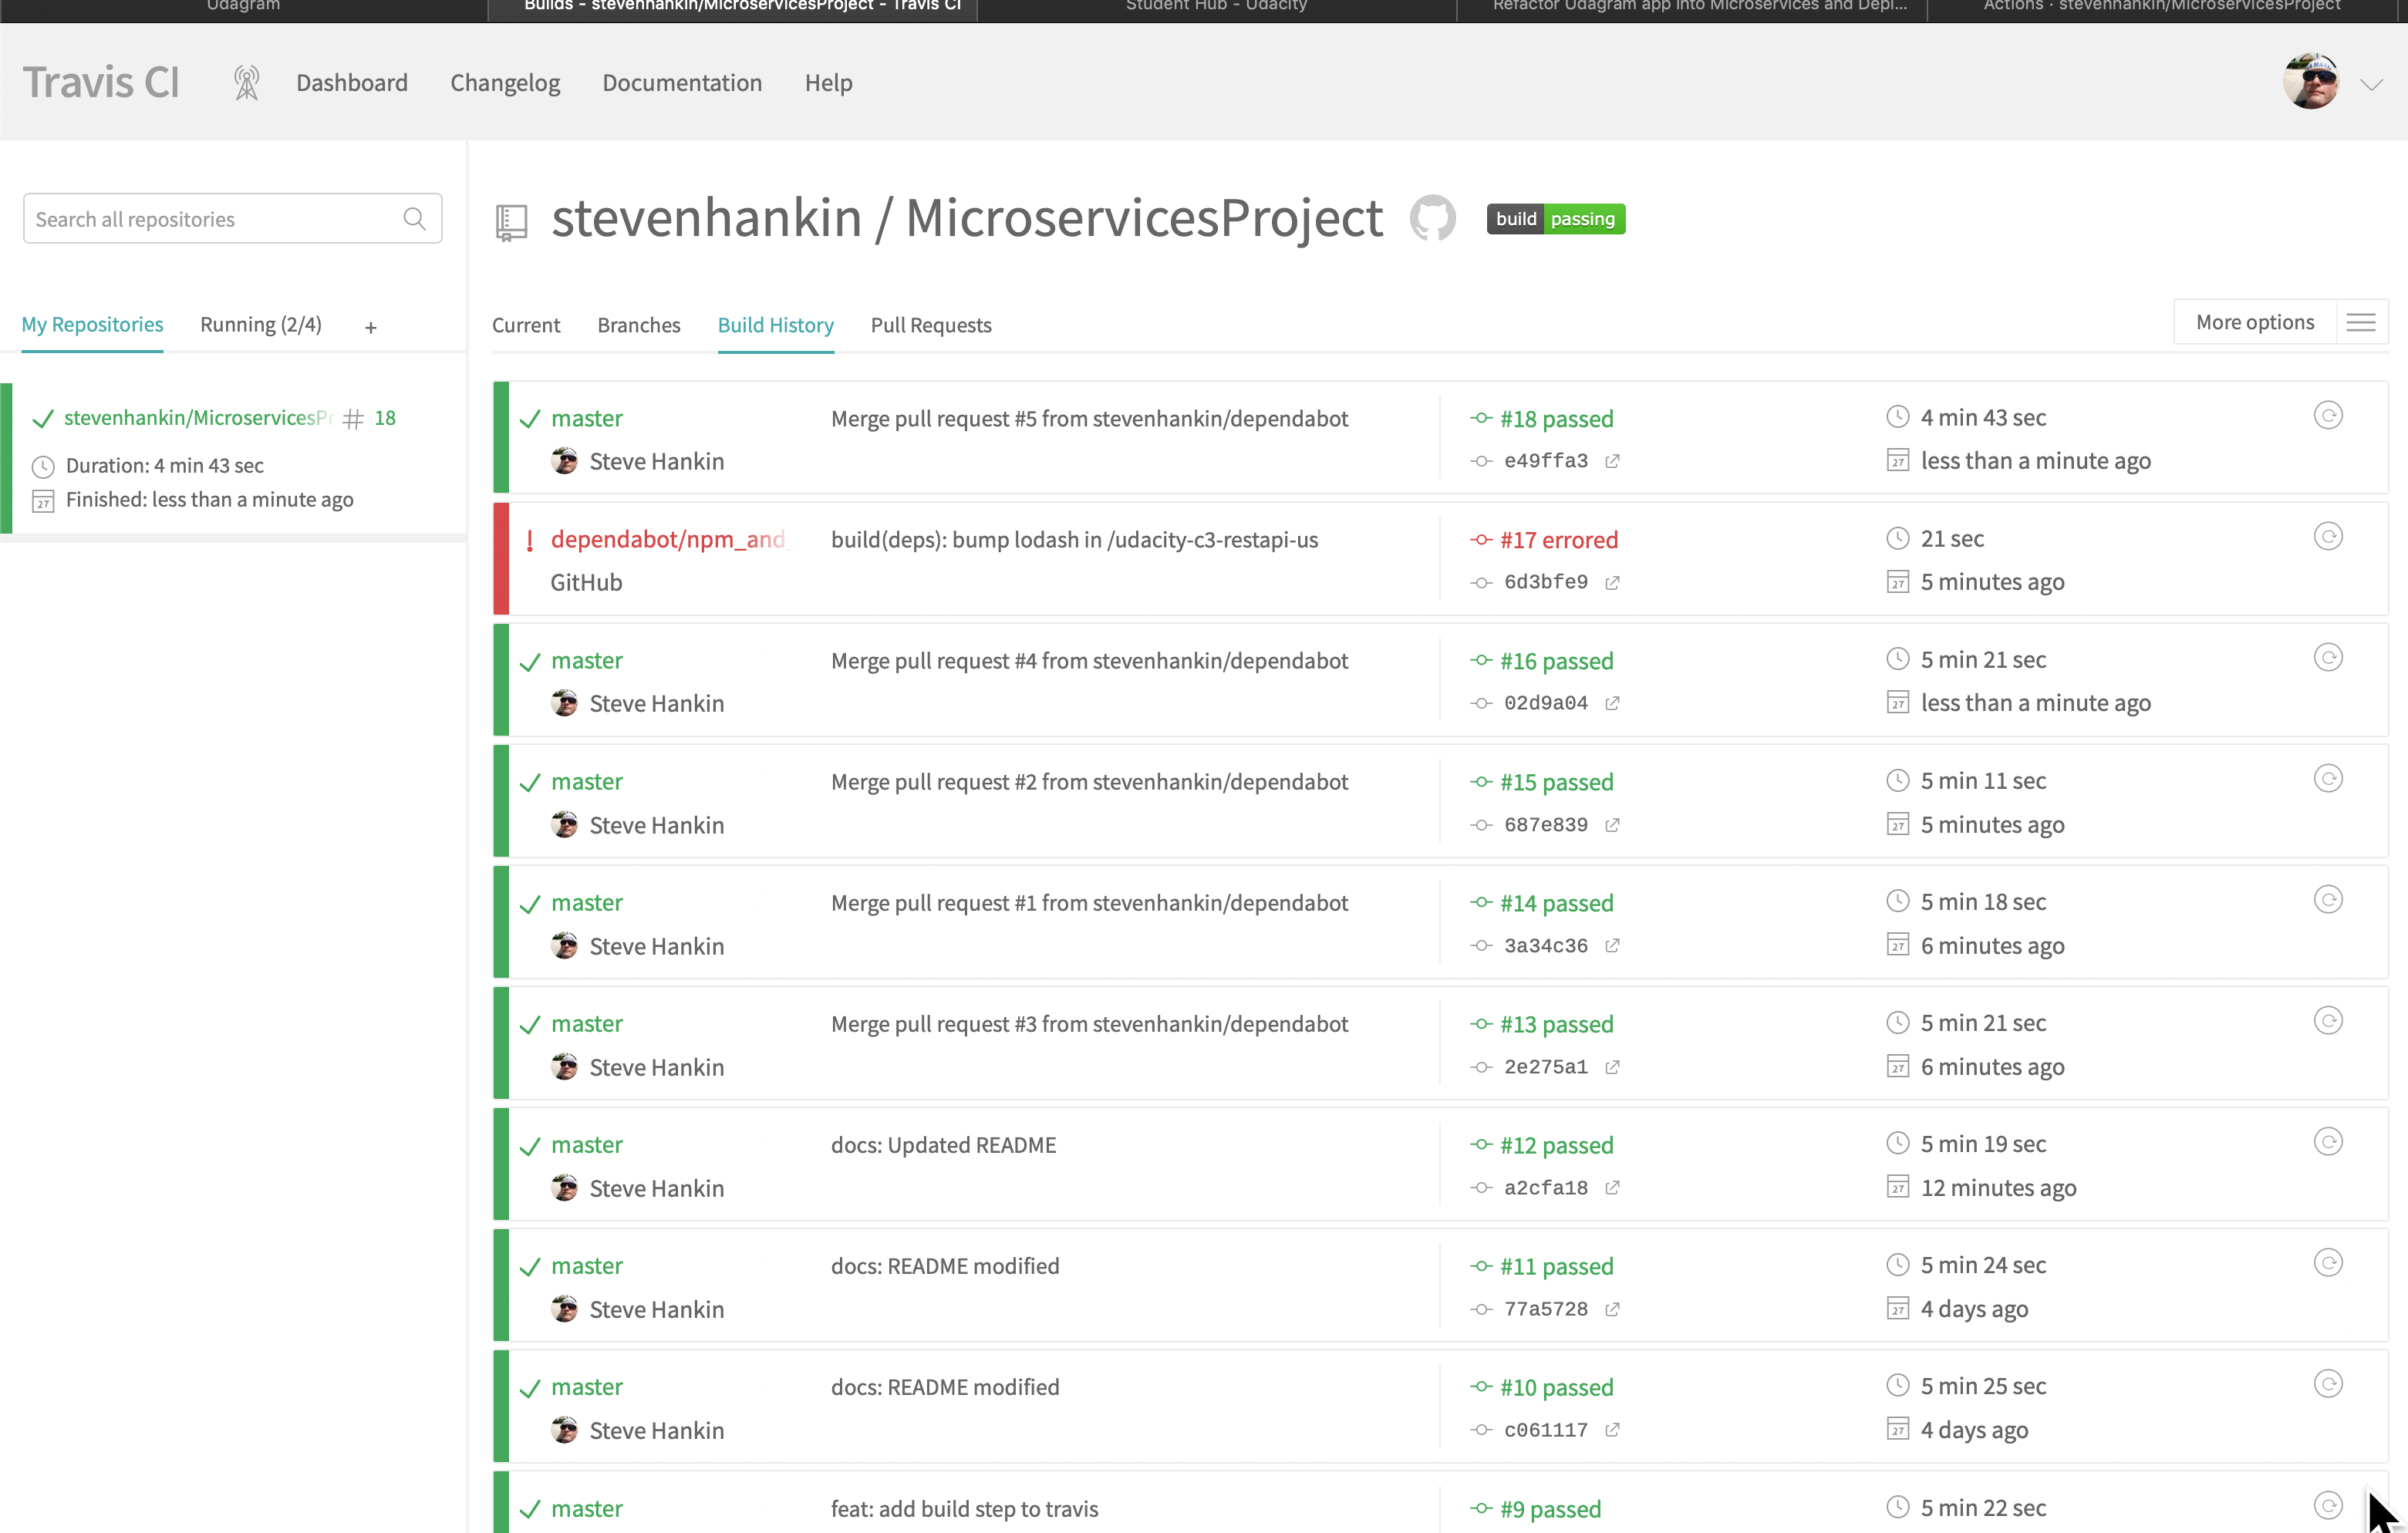 Udagram
Builds - stevenhankin/MicroservicesProject - Travis CI
Student Hub - Udacity
Refactor Udagram app into Microservices and Depl...
Actions · stevenhankin/MicroservicesProject
Travis CI
Dashboard
Changelog
Documentation
Help
Search all repositories
stevenhankin / MicroservicesProject
build passing
My Repositories
Running (2/4)
+
Current
Branches
Build History
Pull Requests
More options
stevenhankin/MicroservicesPr # 18
Duration: 4 min 43 sec
Finished: less than a minute ago
master Merge pull request #5 from stevenhankin/dependabot #18 passed 4 min 43 sec
Steve Hankin e49ffa3 less than a minute ago
! dependabot/npm_and_ build(deps): bump lodash in /udacity-c3-restapi-us #17 errored 21 sec
GitHub 6d3bfe9 5 minutes ago
master Merge pull request #4 from stevenhankin/dependabot #16 passed 5 min 21 sec
Steve Hankin 02d9a04 less than a minute ago
master Merge pull request #2 from stevenhankin/dependabot #15 passed 5 min 11 sec
Steve Hankin 687e839 5 minutes ago
master Merge pull request #1 from stevenhankin/dependabot #14 passed 5 min 18 sec
Steve Hankin 3a34c36 6 minutes ago
master Merge pull request #3 from stevenhankin/dependabot #13 passed 5 min 21 sec
Steve Hankin 2e275a1 6 minutes ago
master docs: Updated README #12 passed 5 min 19 sec
Steve Hankin a2cfa18 12 minutes ago
master docs: README modified #11 passed 5 min 24 sec
Steve Hankin 77a5728 4 days ago
master docs: README modified #10 passed 5 min 25 sec
Steve Hankin c061117 4 days ago
master feat: add build step to travis #9 passed 5 min 22 sec